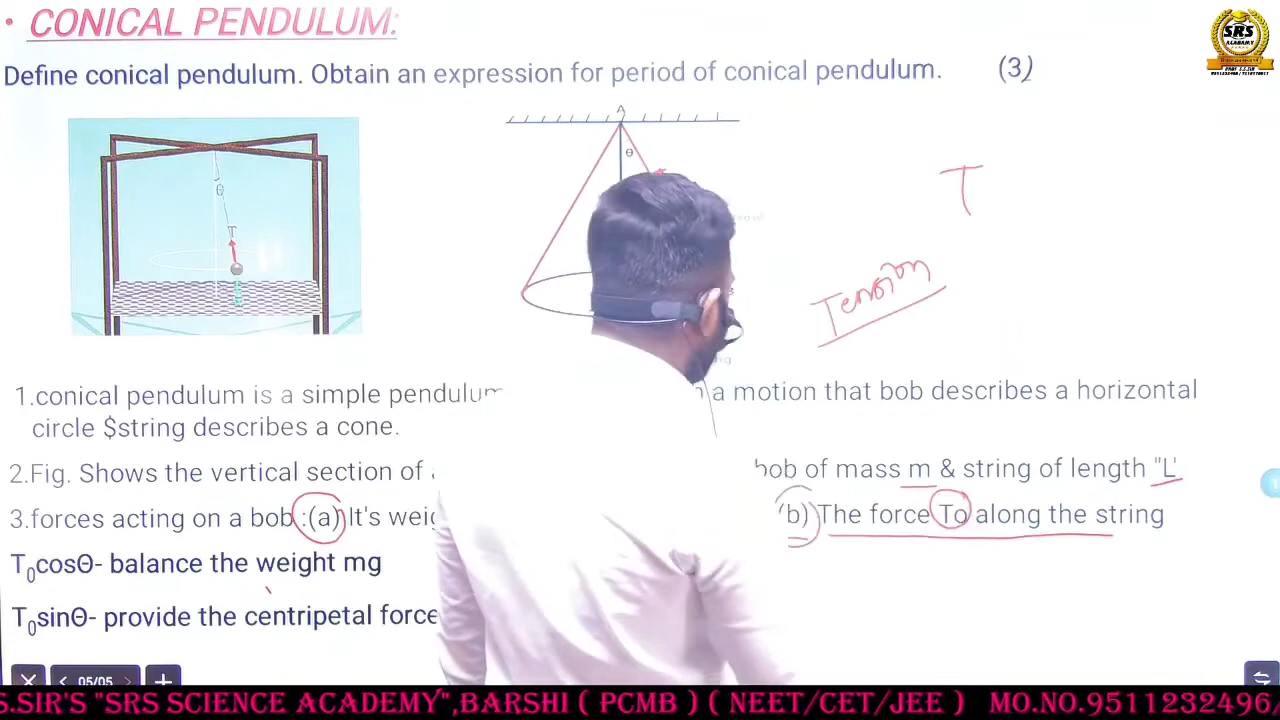 • CONICAL PENDULUM:
Define conical pendulum. Obtain an expression for period of conical pendulum. (3)
SRS
ACADEMY
A
θ
θ
T
T
Tension
1.conical pendulum is a simple pendulum a motion that bob describes a horizontal
circle $string describes a cone.
2.Fig. Shows the vertical section of bob of mass m & string of length "L'
3.forces acting on a bob :(a) It's (b) The force To along the string
T₀cosΘ- balance the weight mg
T₀sinΘ- provide the centripetal force
05/05
S.SIR'S "SRS SCIENCE ACADEMY",BARSHI ( PCMB ) ( NEET/CET/JEE ) MO.NO.9511232496/